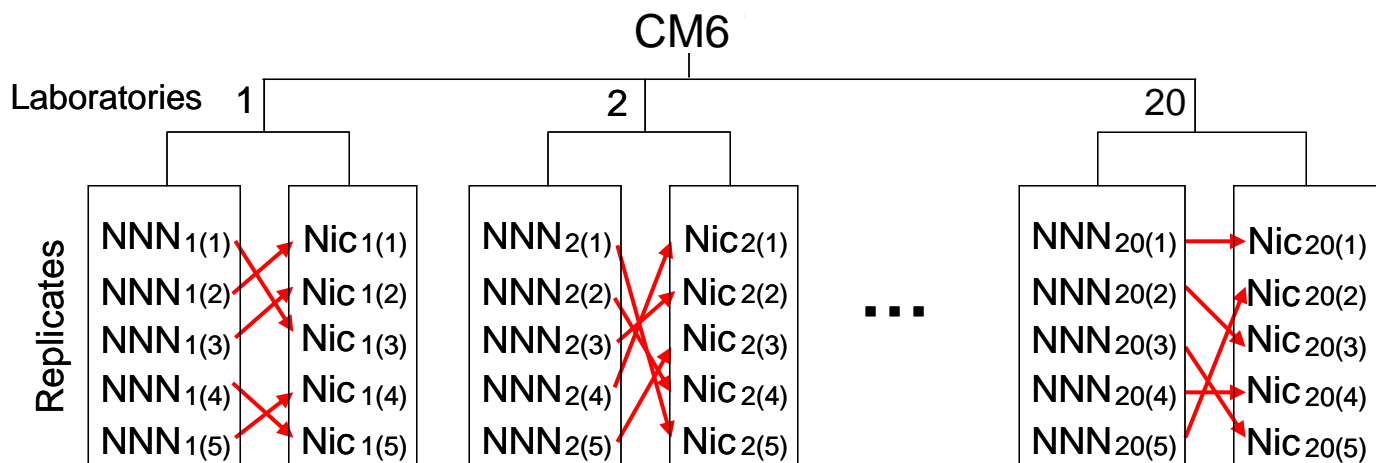 CM6
Laboratories 1 2 20
Replicates
NNN1(1) Nic1(1) NNN2(1) Nic2(1) NNN20(1) Nic20(1)
NNN1(2) Nic1(2) NNN2(2) Nic2(2) NNN20(2) Nic20(2)
NNN1(3) Nic1(3) NNN2(3) Nic2(3) ... NNN20(3) Nic20(3)
NNN1(4) Nic1(4) NNN2(4) Nic2(4) NNN20(4) Nic20(4)
NNN1(5) Nic1(5) NNN2(5) Nic2(5) NNN20(5) Nic20(5)